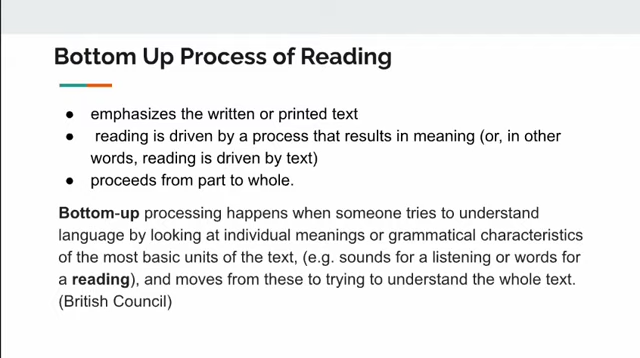 Bottom Up Process of Reading
● emphasizes the written or printed text
● reading is driven by a process that results in meaning (or, in other
words, reading is driven by text)
● proceeds from part to whole.
Bottom-up processing happens when someone tries to understand
language by looking at individual meanings or grammatical characteristics
of the most basic units of the text, (e.g. sounds for a listening or words for
a reading), and moves from these to trying to understand the whole text.
(British Council)